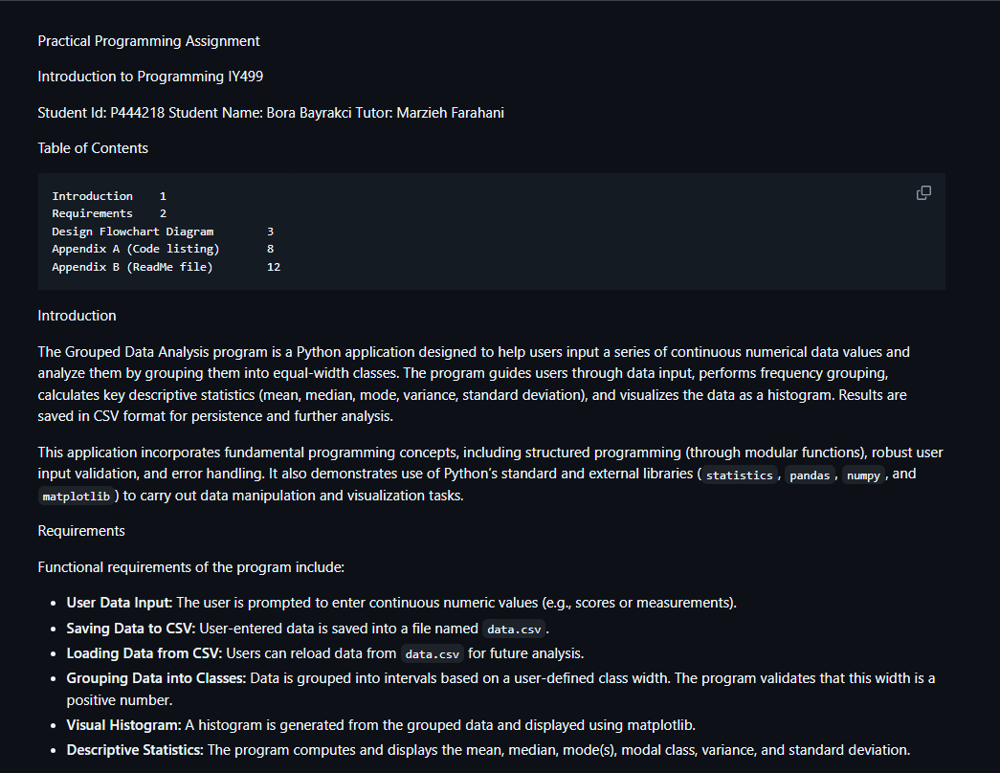 Practical Programming Assignment
Introduction to Programming IY499
Student Id: P444218 Student Name: Bora Bayrakci Tutor: Marzieh Farahani
Table of Contents
Introduction 1
Requirements 2
Design Flowchart Diagram 3
Appendix A (Code listing) 8
Appendix B (ReadMe file) 12
Introduction
The Grouped Data Analysis program is a Python application designed to help users input a series of continuous numerical data values and
analyze them by grouping them into equal-width classes. The program guides users through data input, performs frequency grouping,
calculates key descriptive statistics (mean, median, mode, variance, standard deviation), and visualizes the data as a histogram. Results are
saved in CSV format for persistence and further analysis.
This application incorporates fundamental programming concepts, including structured programming (through modular functions), robust user
input validation, and error handling. It also demonstrates use of Python’s standard and external libraries ( statistics , pandas , numpy , and
matplotlib ) to carry out data manipulation and visualization tasks.
Requirements
Functional requirements of the program include:
• User Data Input: The user is prompted to enter continuous numeric values (e.g., scores or measurements).
• Saving Data to CSV: User-entered data is saved into a file named data.csv .
• Loading Data from CSV: Users can reload data from data.csv for future analysis.
• Grouping Data into Classes: Data is grouped into intervals based on a user-defined class width. The program validates that this width is a
positive number.
• Visual Histogram: A histogram is generated from the grouped data and displayed using matplotlib.
• Descriptive Statistics: The program computes and displays the mean, median, mode(s), modal class, variance, and standard deviation.